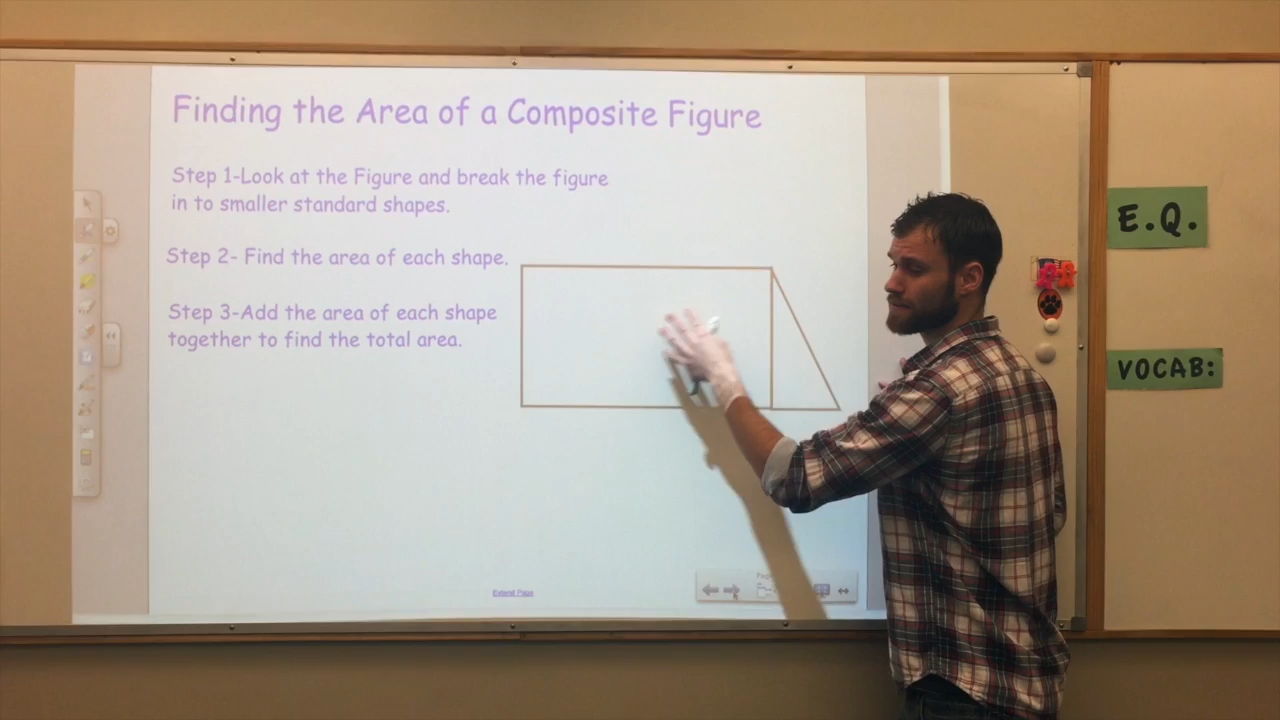 Finding the Area of a Composite Figure
Step 1-Look at the Figure and break the figure
in to smaller standard shapes.
Step 2- Find the area of each shape.
Step 3-Add the area of each shape
together to find the total area.
Extend Page
E.Q.
VOCAB: